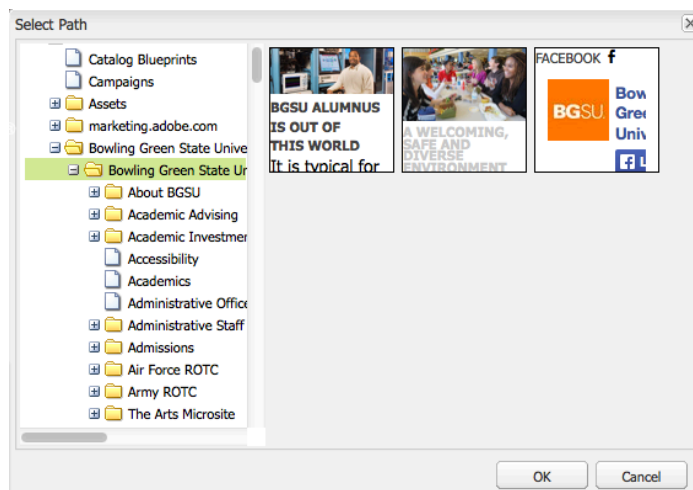 Select Path
Catalog Blueprints
Campaigns
Assets
marketing.adobe.com
Bowling Green State Unive
Bowling Green State Ur
About BGSU
Academic Advising
Academic Investmer
Accessibility
Academics
Administrative Office
Administrative Staff
Admissions
Air Force ROTC
Army ROTC
The Arts Microsite
BGSU ALUMNUS
IS OUT OF
THIS WORLD
It is typical for
A WELCOMING,
SAFE AND
DIVERSE
ENVIRONMENT
FACEBOOK f
BGSU
Bow
Gree
Univ
f L
OK
Cancel